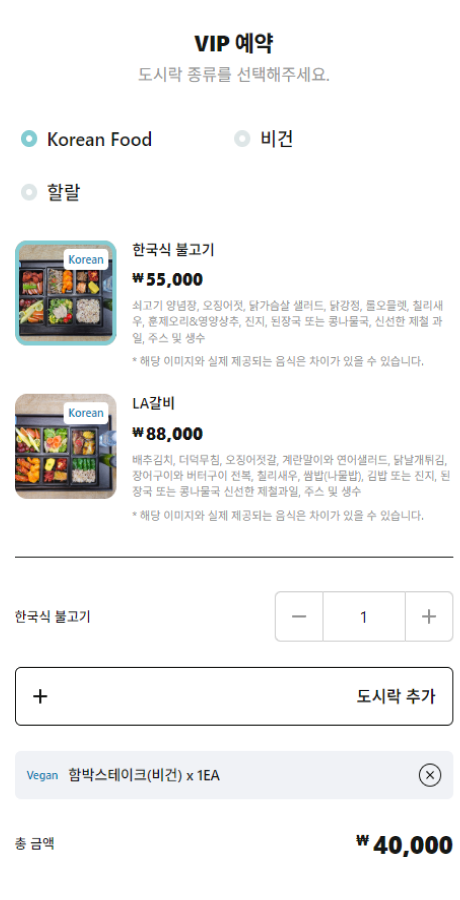 VIP 예약
도시락 종류를 선택해주세요.
Korean Food
비건
할랄
Korean
한국식 불고기
₩55,000
쇠고기 양념장, 오징어젓, 닭가슴살 샐러드, 닭강정, 롤오믈렛, 칠리새
우, 훈제오리&영양상추, 진지, 된장국 또는 콩나물국, 신선한 제철 과
일, 주스 및 생수
* 해당 이미지와 실제 제공되는 음식은 차이가 있을 수 있습니다.
Korean
LA갈비
₩88,000
배추김치, 더덕무침, 오징어젓갈, 계란말이와 연어샐러드, 닭날개튀김,
장어구이와 버터구이 전복, 칠리새우, 쌈밥(나물밥), 김밥 또는 진지, 된
장국 또는 콩나물국 신선한 제철과일, 주스 및 생수
* 해당 이미지와 실제 제공되는 음식은 차이가 있을 수 있습니다.
한국식 불고기
− 1 +
+ 도시락 추가
Vegan 함박스테이크(비건) x 1EA
총 금액
₩40,000